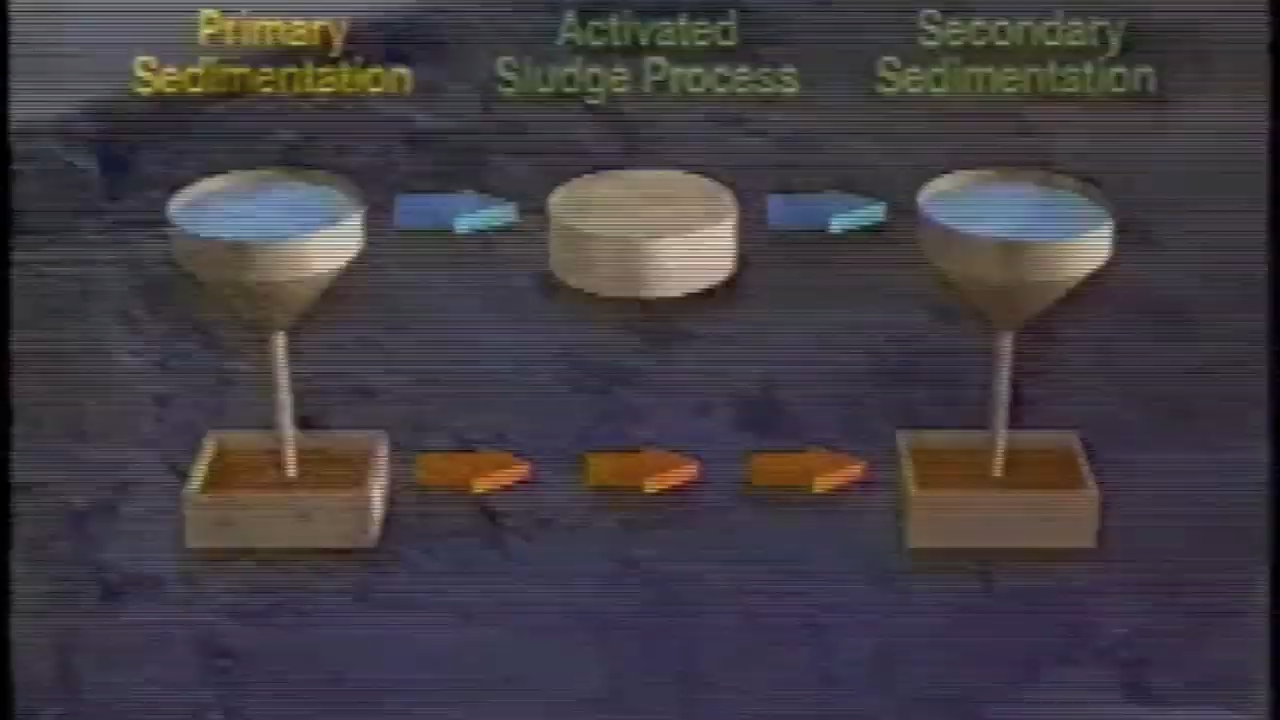 Primary
Sedimentation
Activated
Sludge Process
Secondary
Sedimentation